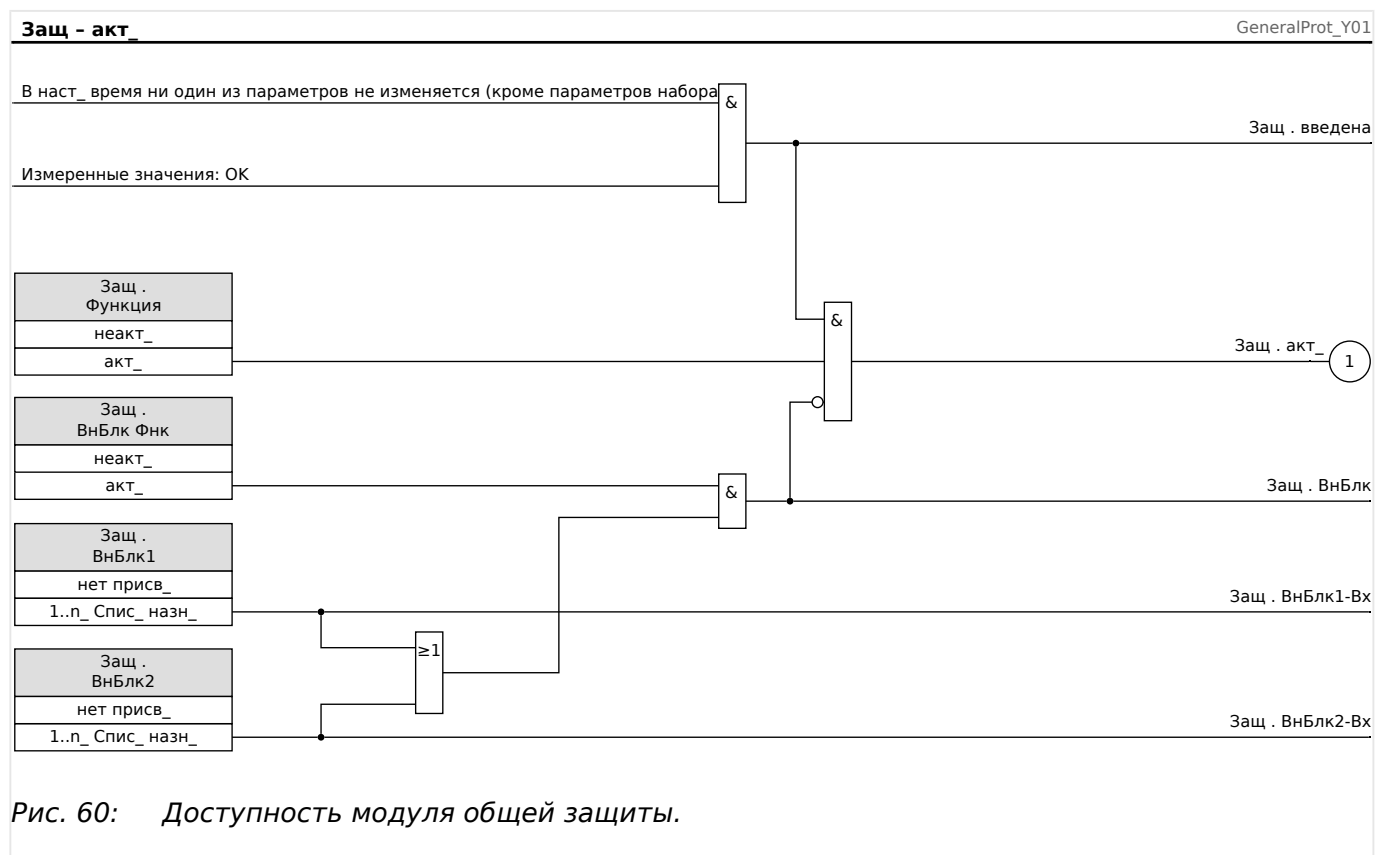 Защ – акт_
GeneralProt_Y01
В наст_ время ни один из параметров не изменяется (кроме параметров набора
&
Защ . введена
Измеренные значения: OK
Защ .
Функция
неакт_
акт_
&
Защ . акт_
1
Защ .
ВнБлк Фнк
неакт_
акт_
&
Защ . ВнБлк
Защ .
ВнБлк1
нет присв_
1..n_ Спис_ назн_
Защ . ВнБлк1-Вх
≥1
Защ .
ВнБлк2
нет присв_
1..n_ Спис_ назн_
Защ . ВнБлк2-Вх
Рис. 60: Доступность модуля общей защиты.